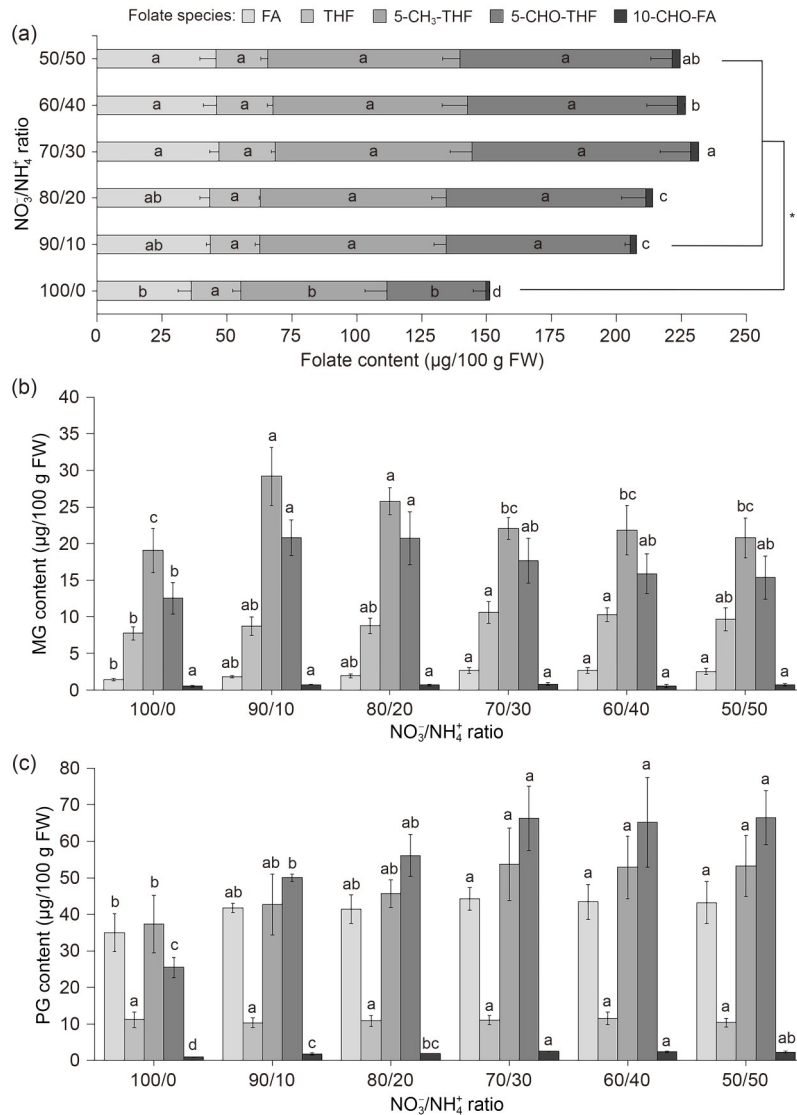 Folate species: FA THF 5-CH₃-THF 5-CHO-THF 10-CHO-FA
(a)
NO₃⁻/NH₄⁺ ratio
50/50 a a a a ab
60/40 a a a a b
70/30 a a a a a
80/20 ab a a a c
90/10 ab a a a c
100/0 b a b b d
*
0 25 50 75 100 125 150 175 200 225 250
Folate content (µg/100 g FW)
(b)
MG content (µg/100 g FW)
40
35
30
25
20
15
10
5
0
b b c b a
ab ab a a a
ab ab a a a
a a bc ab a
a a bc ab a
a ab bc ab a
100/0 90/10 80/20 70/30 60/40 50/50
NO₃⁻/NH₄⁺ ratio
(c)
PG content (µg/100 g FW)
80
70
60
50
40
30
20
10
0
b a b c d
ab a ab b c
ab a ab ab bc
a a a a a
a a a a a
a a a a ab
100/0 90/10 80/20 70/30 60/40 50/50
NO₃⁻/NH₄⁺ ratio